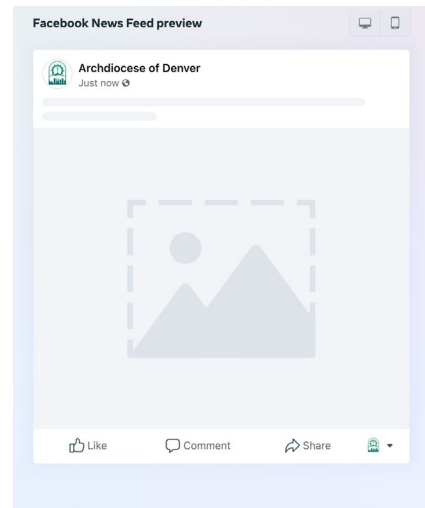 Facebook News Feed preview
Archdiocese of Denver
Just now
Like Comment Share